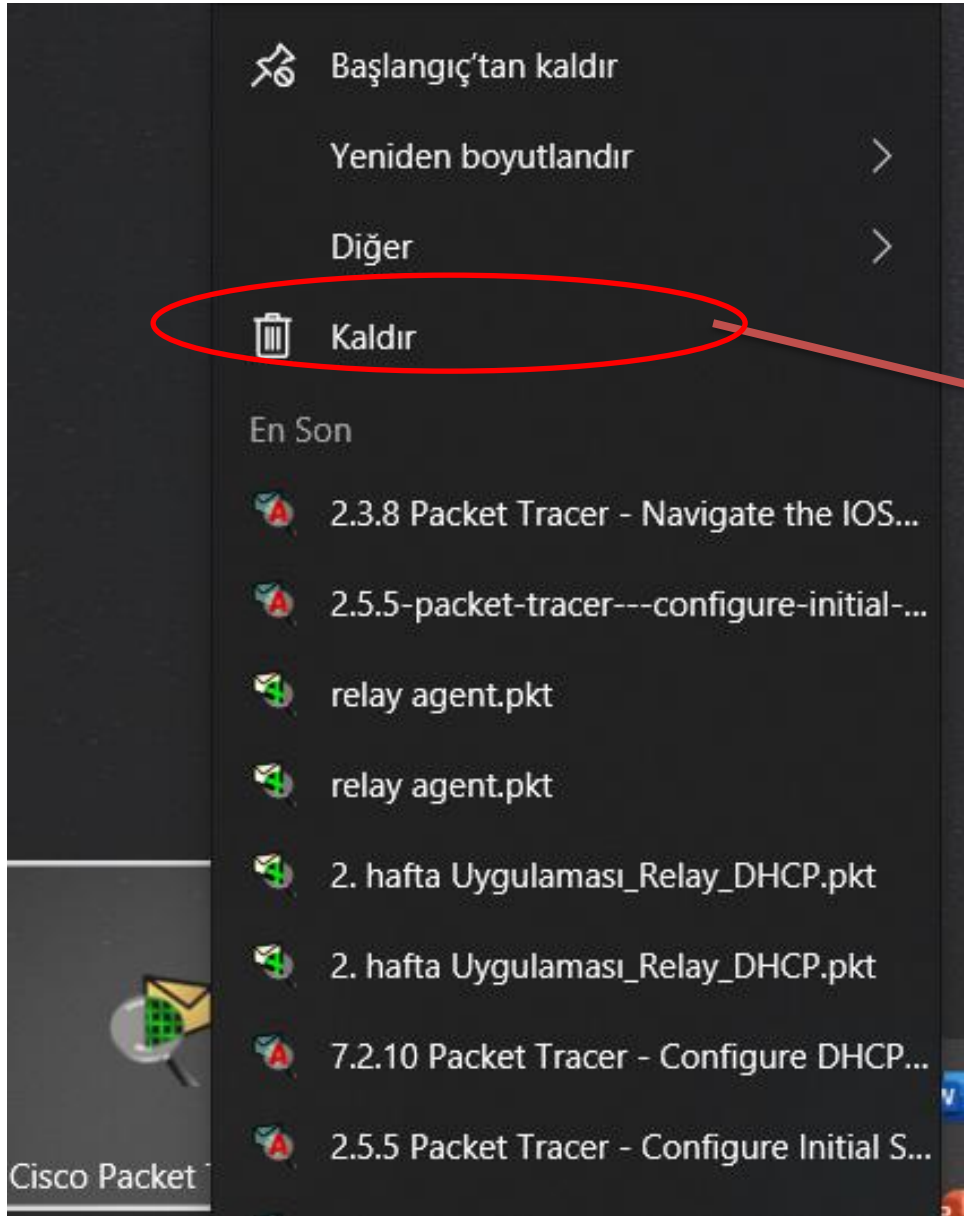 Başlangıç'tan kaldır
Yeniden boyutlandır
Diğer
Kaldır
En Son
2.3.8 Packet Tracer - Navigate the IOS...
2.5.5-packet-tracer---configure-initial-...
relay agent.pkt
relay agent.pkt
2. hafta Uygulaması_Relay_DHCP.pkt
2. hafta Uygulaması_Relay_DHCP.pkt
7.2.10 Packet Tracer - Configure DHCP...
2.5.5 Packet Tracer - Configure Initial S...
Cisco Packet